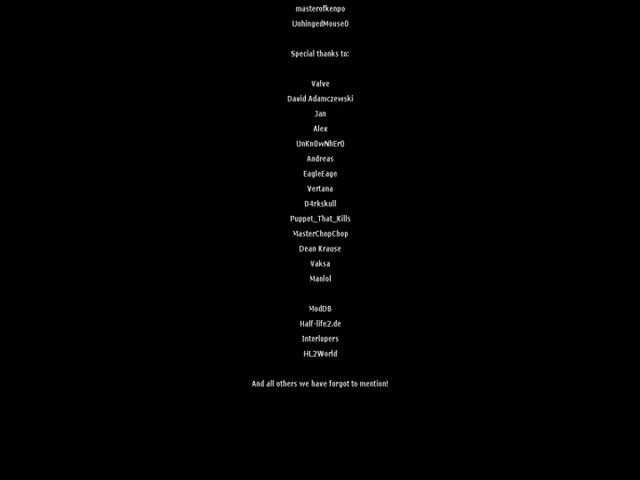 masterofkenpo
UnhingedMouseD
Special thanks to:
Valve
David Adamczewski
Jan
Alex
UnKn0wNhEr0
Andreas
EagleEage
Vertana
D4rkskull
Puppet_That_Kills
MasterChopChop
Dean Krause
Vaksa
Manlol
ModDB
Half-life2.de
Interlopers
HL2World
And all others we have forgot to mention!